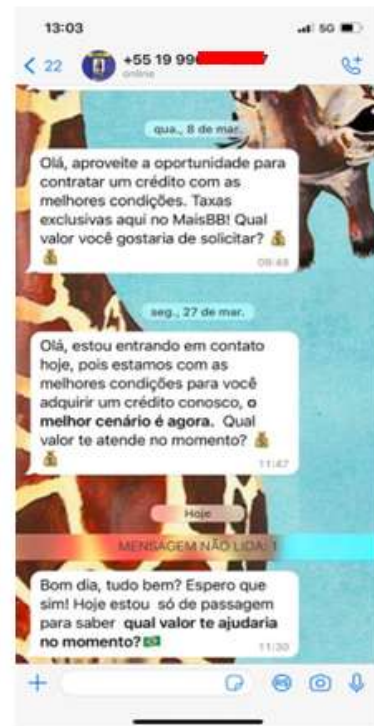 13:03
5G
22
+55 19 99
online
qua., 8 de mar.
Olá, aproveite a oportunidade para
contratar um crédito com as
melhores condições. Taxas
exclusivas aqui no MaisBB! Qual
valor você gostaria de solicitar? 💰
💰
09:48
seg., 27 de mar.
Olá, estou entrando em contato
hoje, pois estamos com as
melhores condições para você
adquirir um crédito conosco, o
melhor cenário é agora. Qual
valor te atende no momento? 💰
💰
11:47
Hoje
MENSAGEM NÃO LIDA: 1
Bom dia, tudo bem? Espero que
sim! Hoje estou só de passagem
para saber qual valor te ajudaria
no momento? 💵
11:30